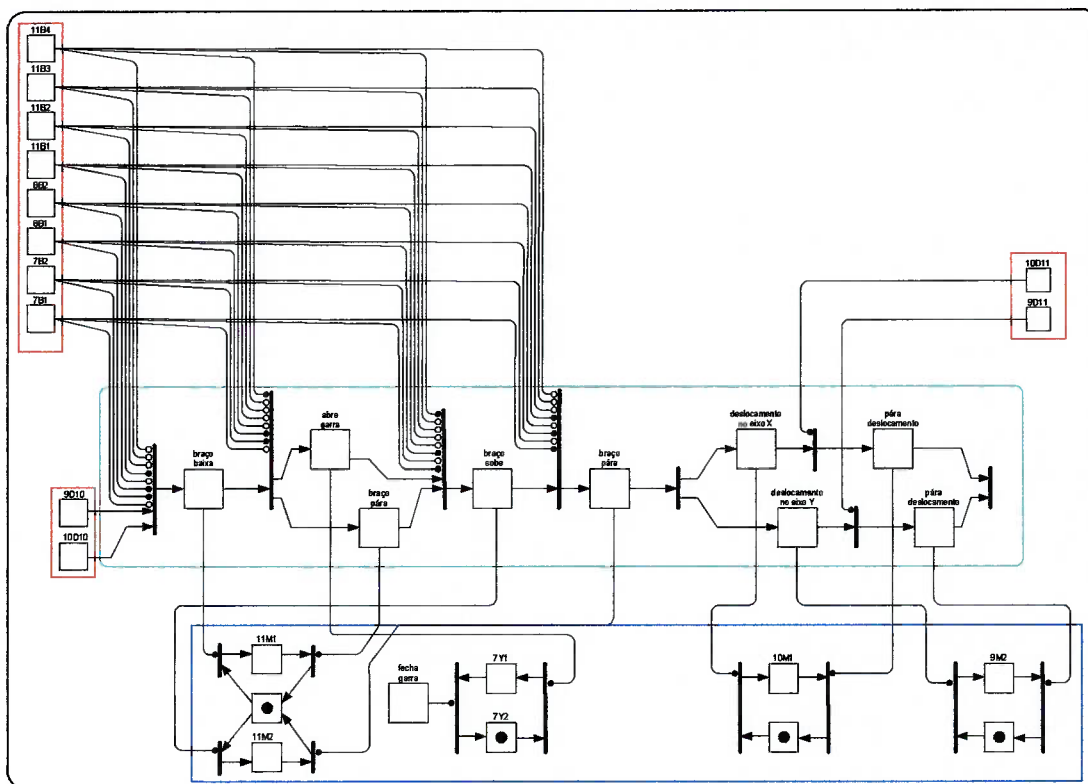 11B4
11B3
11B2
11B1
8B2
8B1
7B2
7B1
10D11
9D11
9D10
10D10
braço
baixa
abre
garra
braço
pára
braço
sobe
braço
pára
deslocamento
no eixo X
deslocamento
no eixo Y
pára
deslocamento
pára
deslocamento
11M1
11M2
fecha
garra
7Y1
7Y2
10M1
9M2